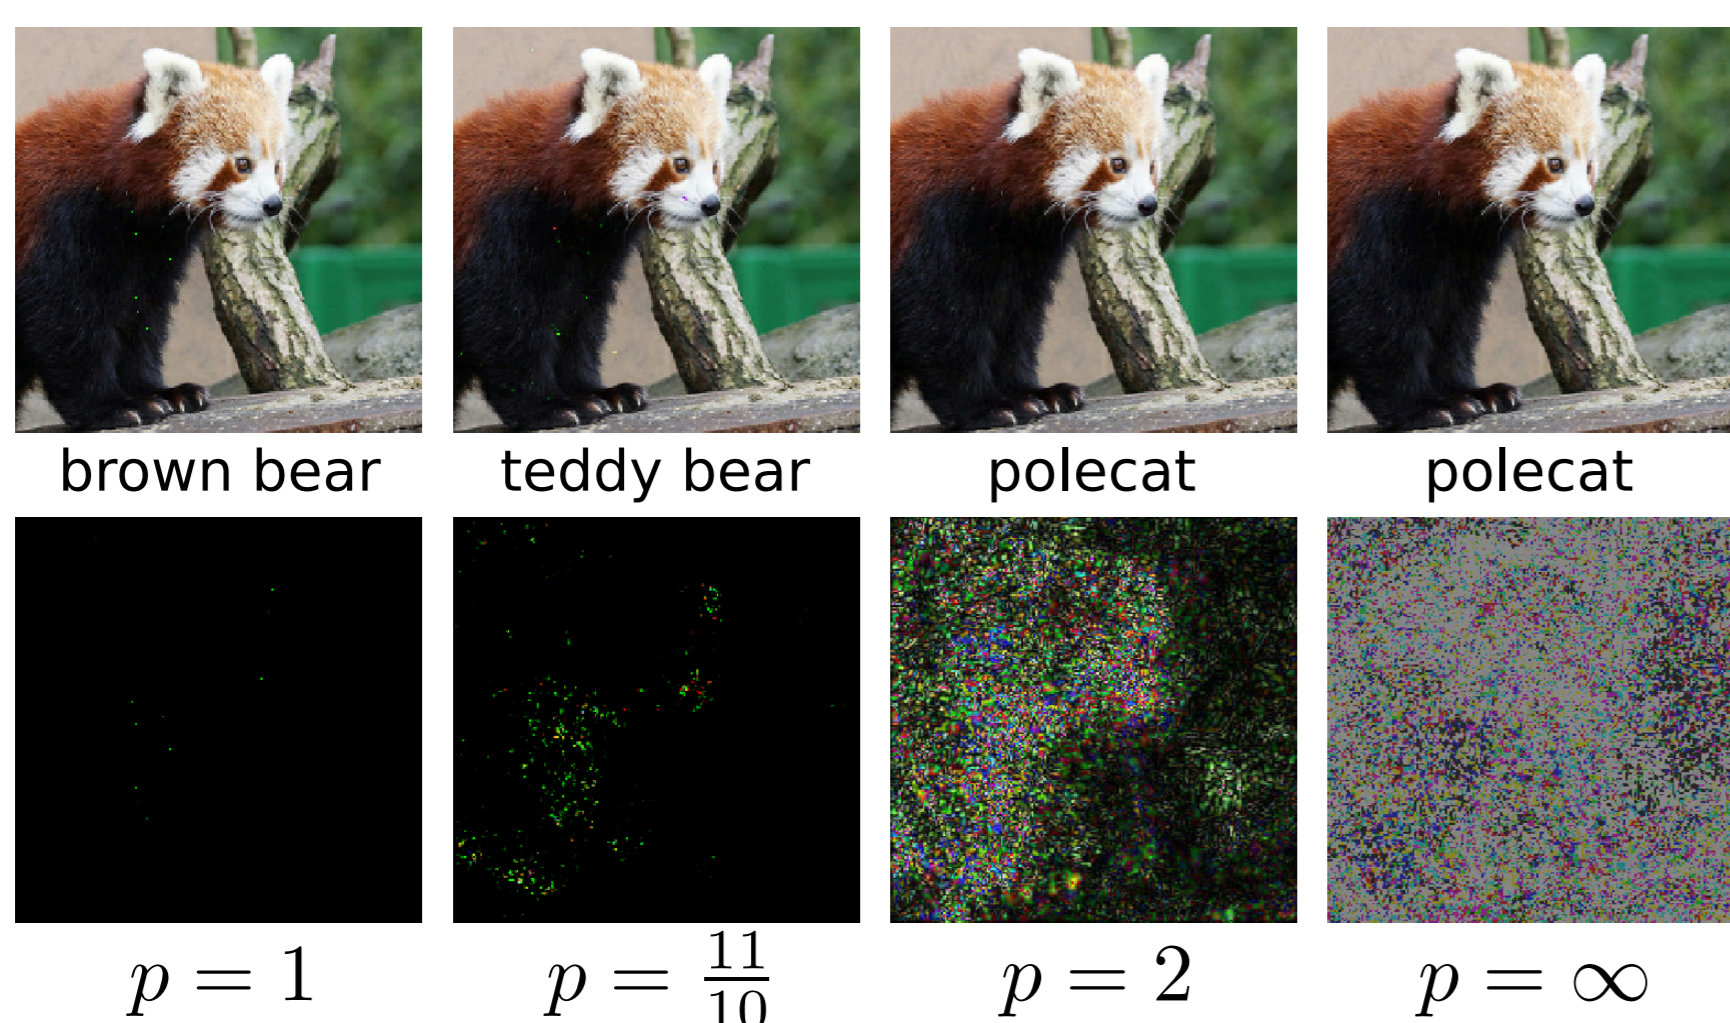 brown bear
teddy bear
polecat
polecat
p = 1
p = 11/10
p = 2
p = ∞